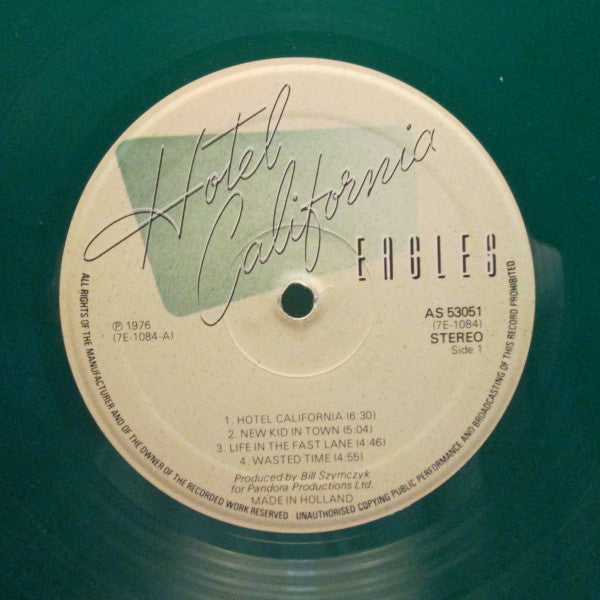 Hotel
California
EAGLES
℗ 1976
(7E-1084-A)
AS 53051
(7E-1084)
STEREO
Side 1
1. HOTEL CALIFORNIA (6:30)
2. NEW KID IN TOWN (5:04)
3. LIFE IN THE FAST LANE (4:46)
4. WASTED TIME (4:55)
Produced by Bill Szymczyk
for Pandora Productions Ltd.
MADE IN HOLLAND
ALL RIGHTS OF THE MANUFACTURER AND OF THE OWNER OF THE RECORDED WORK RESERVED · UNAUTHORISED COPYING PUBLIC PERFORMANCE AND BROADCASTING OF THIS RECORD PROHIBITED